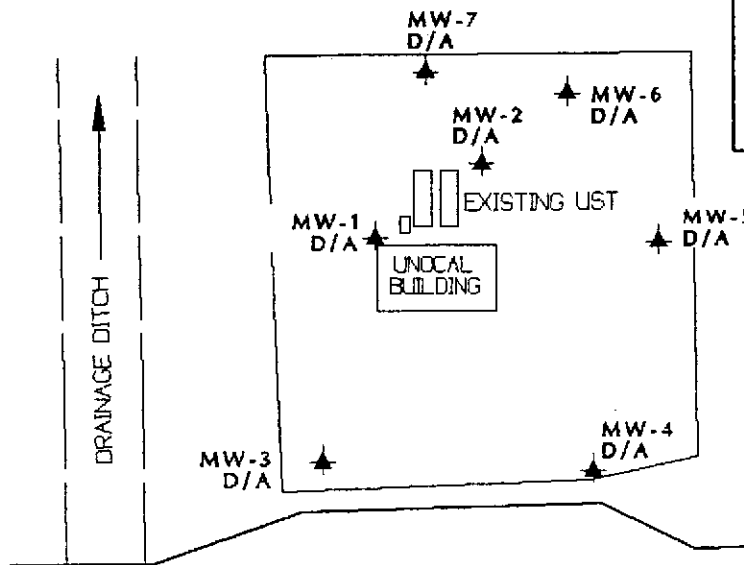 MW-7
D/A
MW-6
D/A
MW-2
D/A
EXISTING UST
MW-1
D/A
MW-5
D/A
UNOCAL
BUILDING
DRAINAGE DITCH
MW-3
D/A
MW-4
D/A